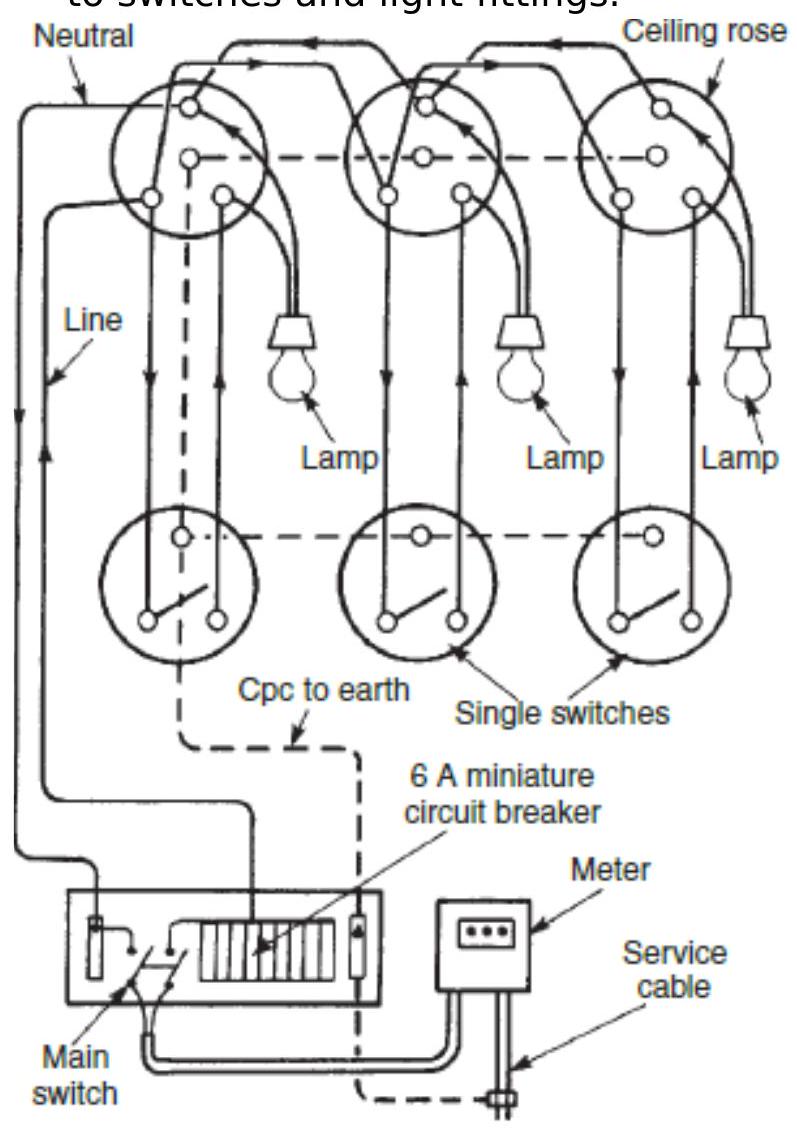 to switches and light fittings.
Neutral
Ceiling rose
Line
Lamp
Lamp
Lamp
Cpc to earth
Single switches
6 A miniature
circuit breaker
Meter
Service
cable
Main
switch